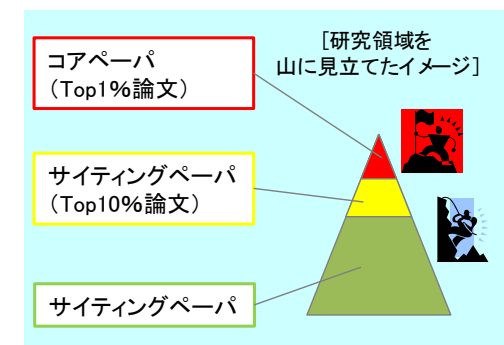 [研究領域を
山に見立てたイメージ]
コアペーパ
（Top1%論文）
サイティングペーパ
（Top10%論文）
サイティングペーパ